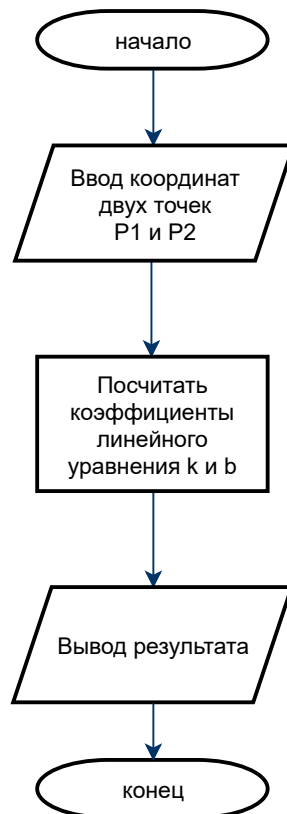 начало
Ввод координат
двух точек
P1 и P2
Посчитать
коэффициенты
линейного
уравнения k и b
Вывод результата
конец